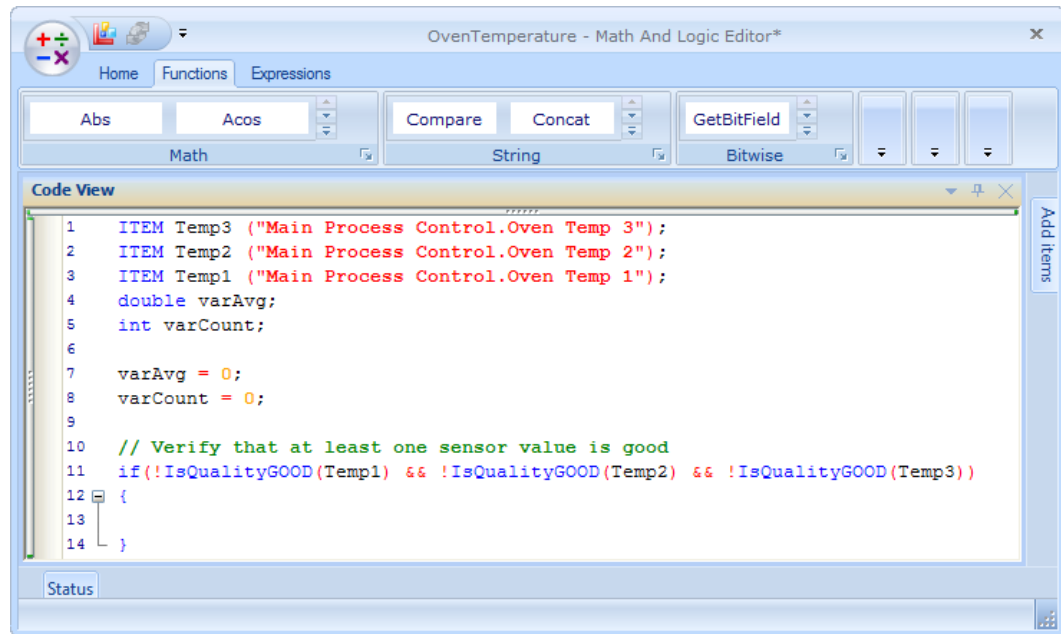 OvenTemperature - Math And Logic Editor*
Home Functions Expressions
Abs Acos Compare Concat GetBitField
Math String Bitwise
Code View
Add items
1 ITEM Temp3 ("Main Process Control.Oven Temp 3");
2 ITEM Temp2 ("Main Process Control.Oven Temp 2");
3 ITEM Temp1 ("Main Process Control.Oven Temp 1");
4 double varAvg;
5 int varCount;
6
7 varAvg = 0;
8 varCount = 0;
9
10 // Verify that at least one sensor value is good
11 if(!IsQualityGOOD(Temp1) && !IsQualityGOOD(Temp2) && !IsQualityGOOD(Temp3))
12 {
13
14 }
Status